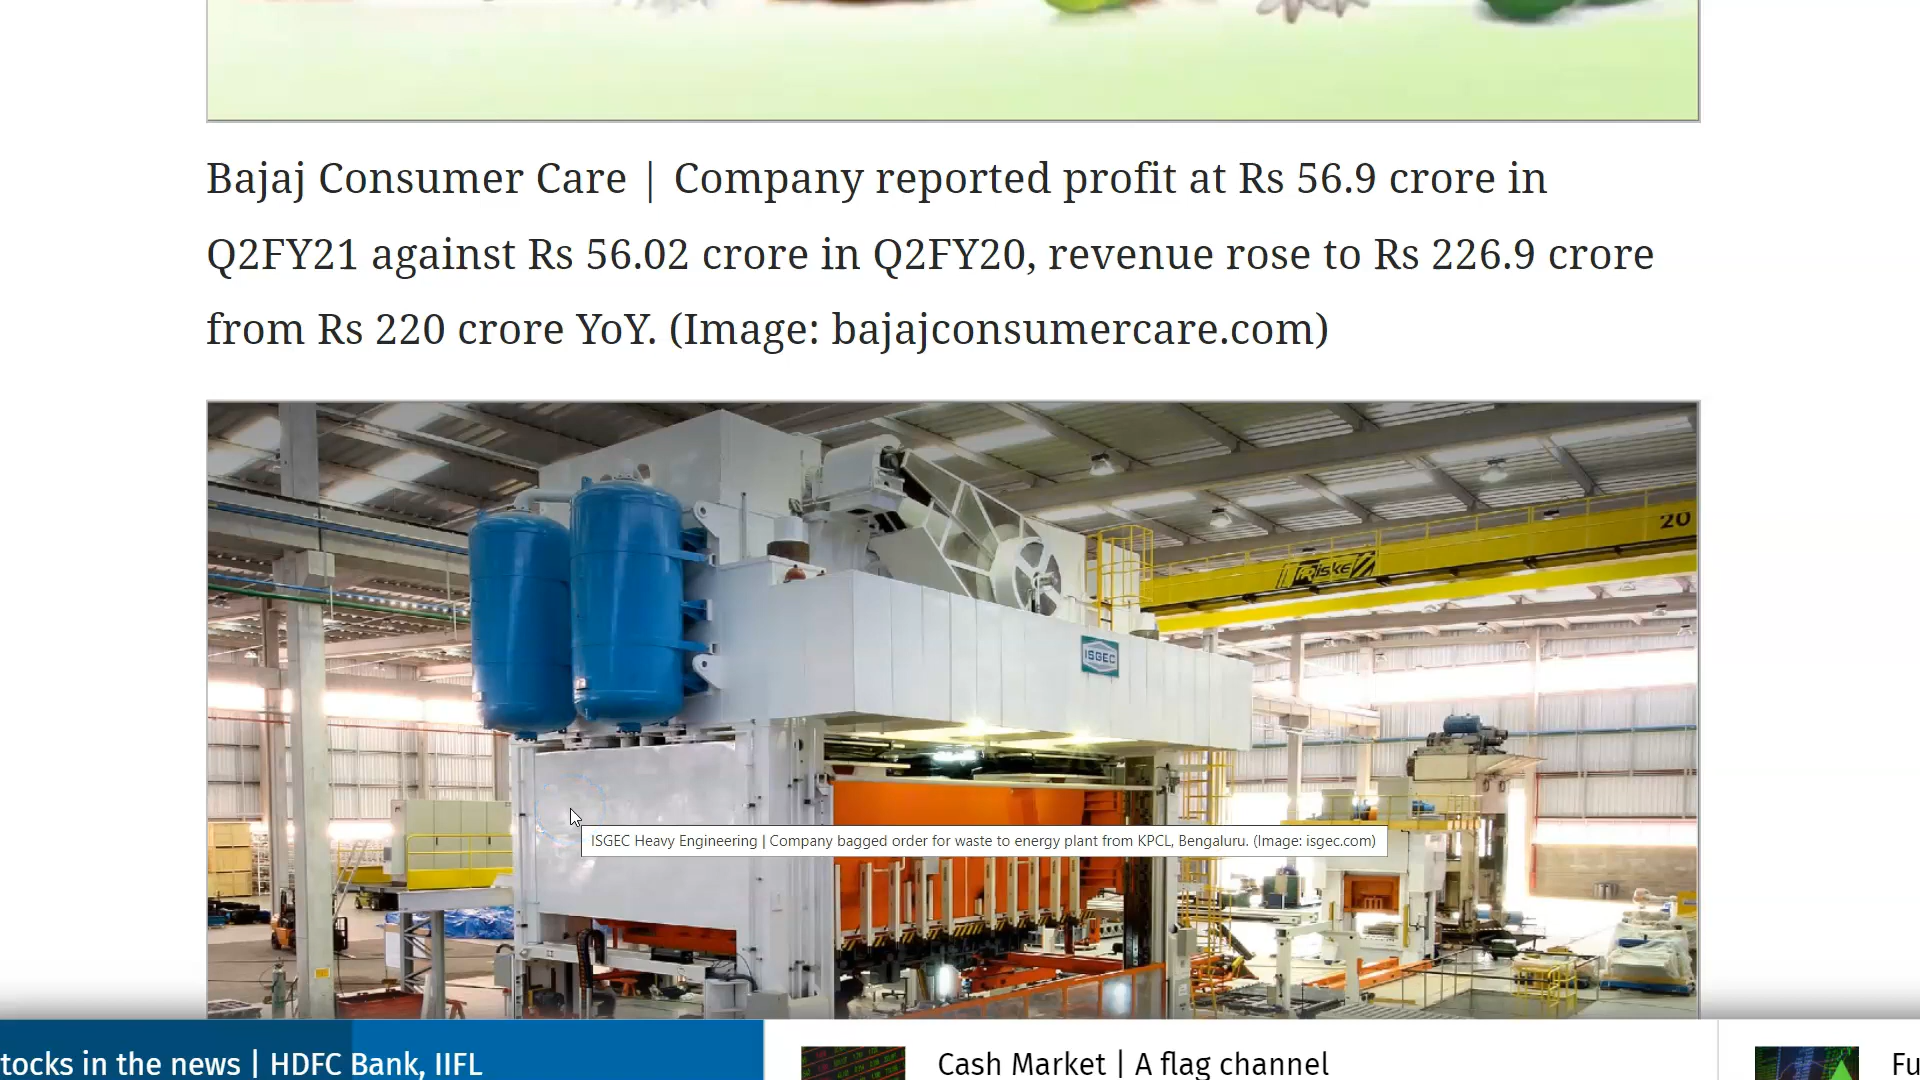 Bajaj Consumer Care | Company reported profit at Rs 56.9 crore in
Q2FY21 against Rs 56.02 crore in Q2FY20, revenue rose to Rs 226.9 crore
from Rs 220 crore YoY. (Image: bajajconsumercare.com)
20
ISGEC
ISGEC Heavy Engineering | Company bagged order for waste to energy plant from KPCL, Bengaluru. (Image: isgec.com)
tocks in the news | HDFC Bank, IIFL
Cash Market | A flag channel
Fu